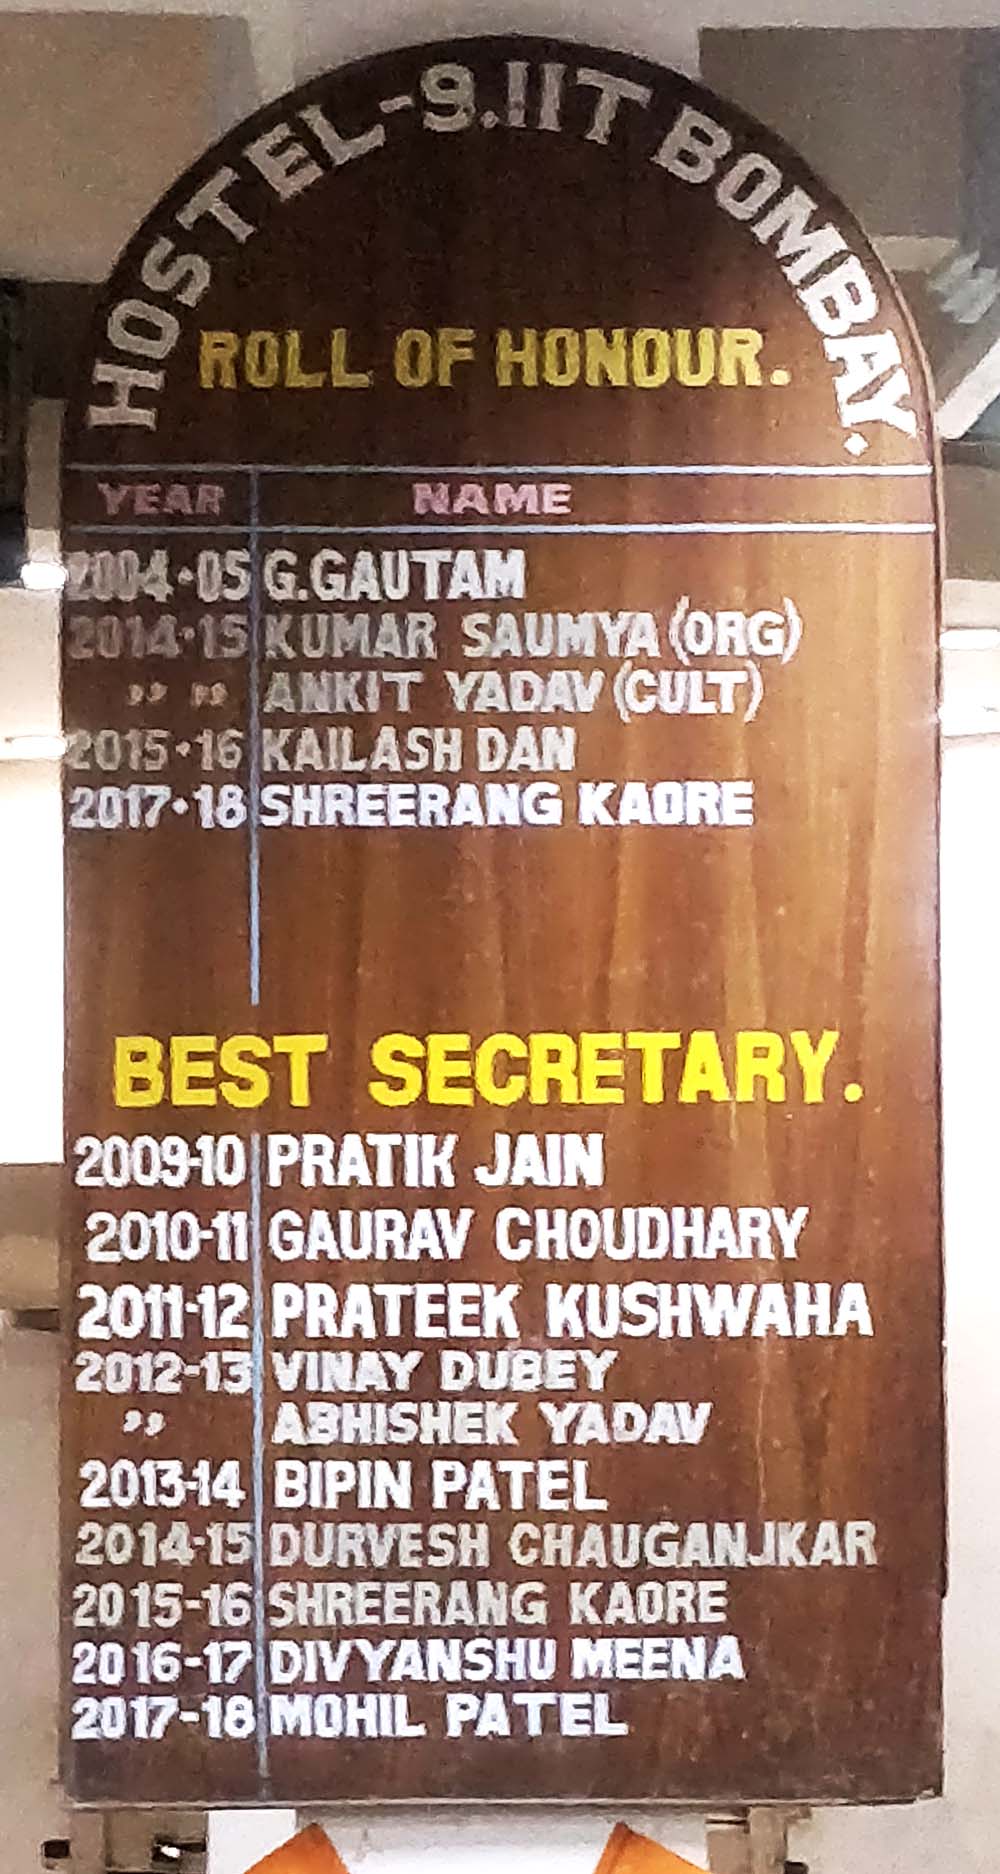 HOSTEL-9.IIT BOMBAY.
ROLL OF HONOUR.
YEAR NAME
2004·05 G.GAUTAM
2014·15 KUMAR SAUMYA (ORG)
" " ANKIT YADAV (CULT)
2015·16 KAILASH DAN
2017·18 SHREERANG KAORE
BEST SECRETARY.
2009-10 PRATIK JAIN
2010-11 GAURAV CHOUDHARY
2011-12 PRATEEK KUSHWAHA
2012-13 VINAY DUBEY
" ABHISHEK YADAV
2013-14 BIPIN PATEL
2014-15 DURVESH CHAUGANJKAR
2015-16 SHREERANG KAORE
2016-17 DIVYANSHU MEENA
2017-18 MOHIL PATEL